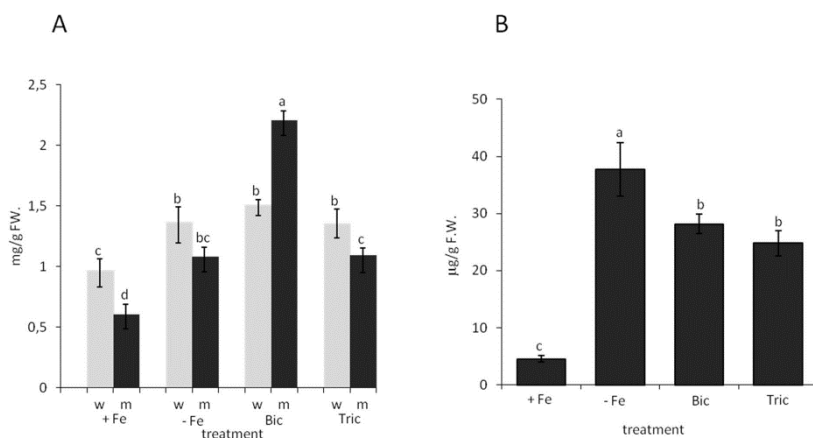 A
2,5
2
1,5
1
0,5
0
mg/g FW.
c
d
b
bc
b
a
b
c
w m w m w m w m
+ Fe - Fe Bic Tric
treatment
B
50
40
30
20
10
0
µg/g F.W.
c
a
b
b
+ Fe - Fe Bic Tric
treatment